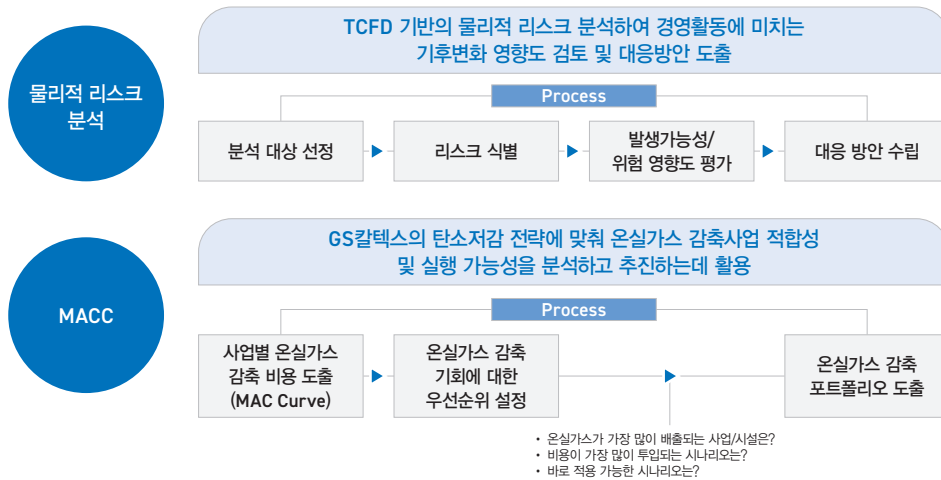 물리적 리스크
분석
TCFD 기반의 물리적 리스크 분석하여 경영활동에 미치는
기후변화 영향도 검토 및 대응방안 도출
Process
분석 대상 선정
리스크 식별
발생가능성/
위험 영향도 평가
대응 방안 수립
MACC
GS칼텍스의 탄소저감 전략에 맞춰 온실가스 감축사업 적합성
및 실행 가능성을 분석하고 추진하는데 활용
Process
사업별 온실가스
감축 비용 도출
(MAC Curve)
온실가스 감축
기회에 대한
우선순위 설정
온실가스 감축
포트폴리오 도출
• 온실가스가 가장 많이 배출되는 사업/시설은?
• 비용이 가장 많이 투입되는 시나리오는?
• 바로 적용 가능한 시나리오는?